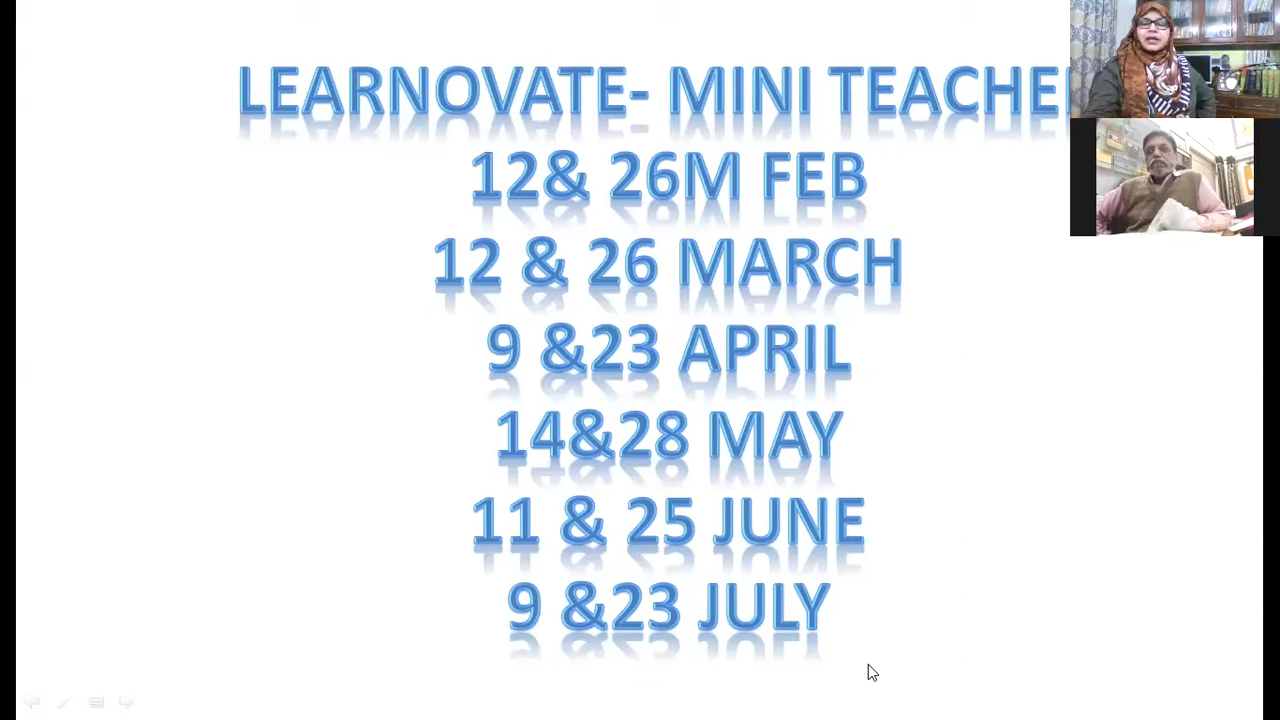 LEARNOVATE- MINI TEACHE
12& 26M FEB
12 & 26 MARCH
9 &23 APRIL
14&28 MAY
11 & 25 JUNE
9 &23 JULY